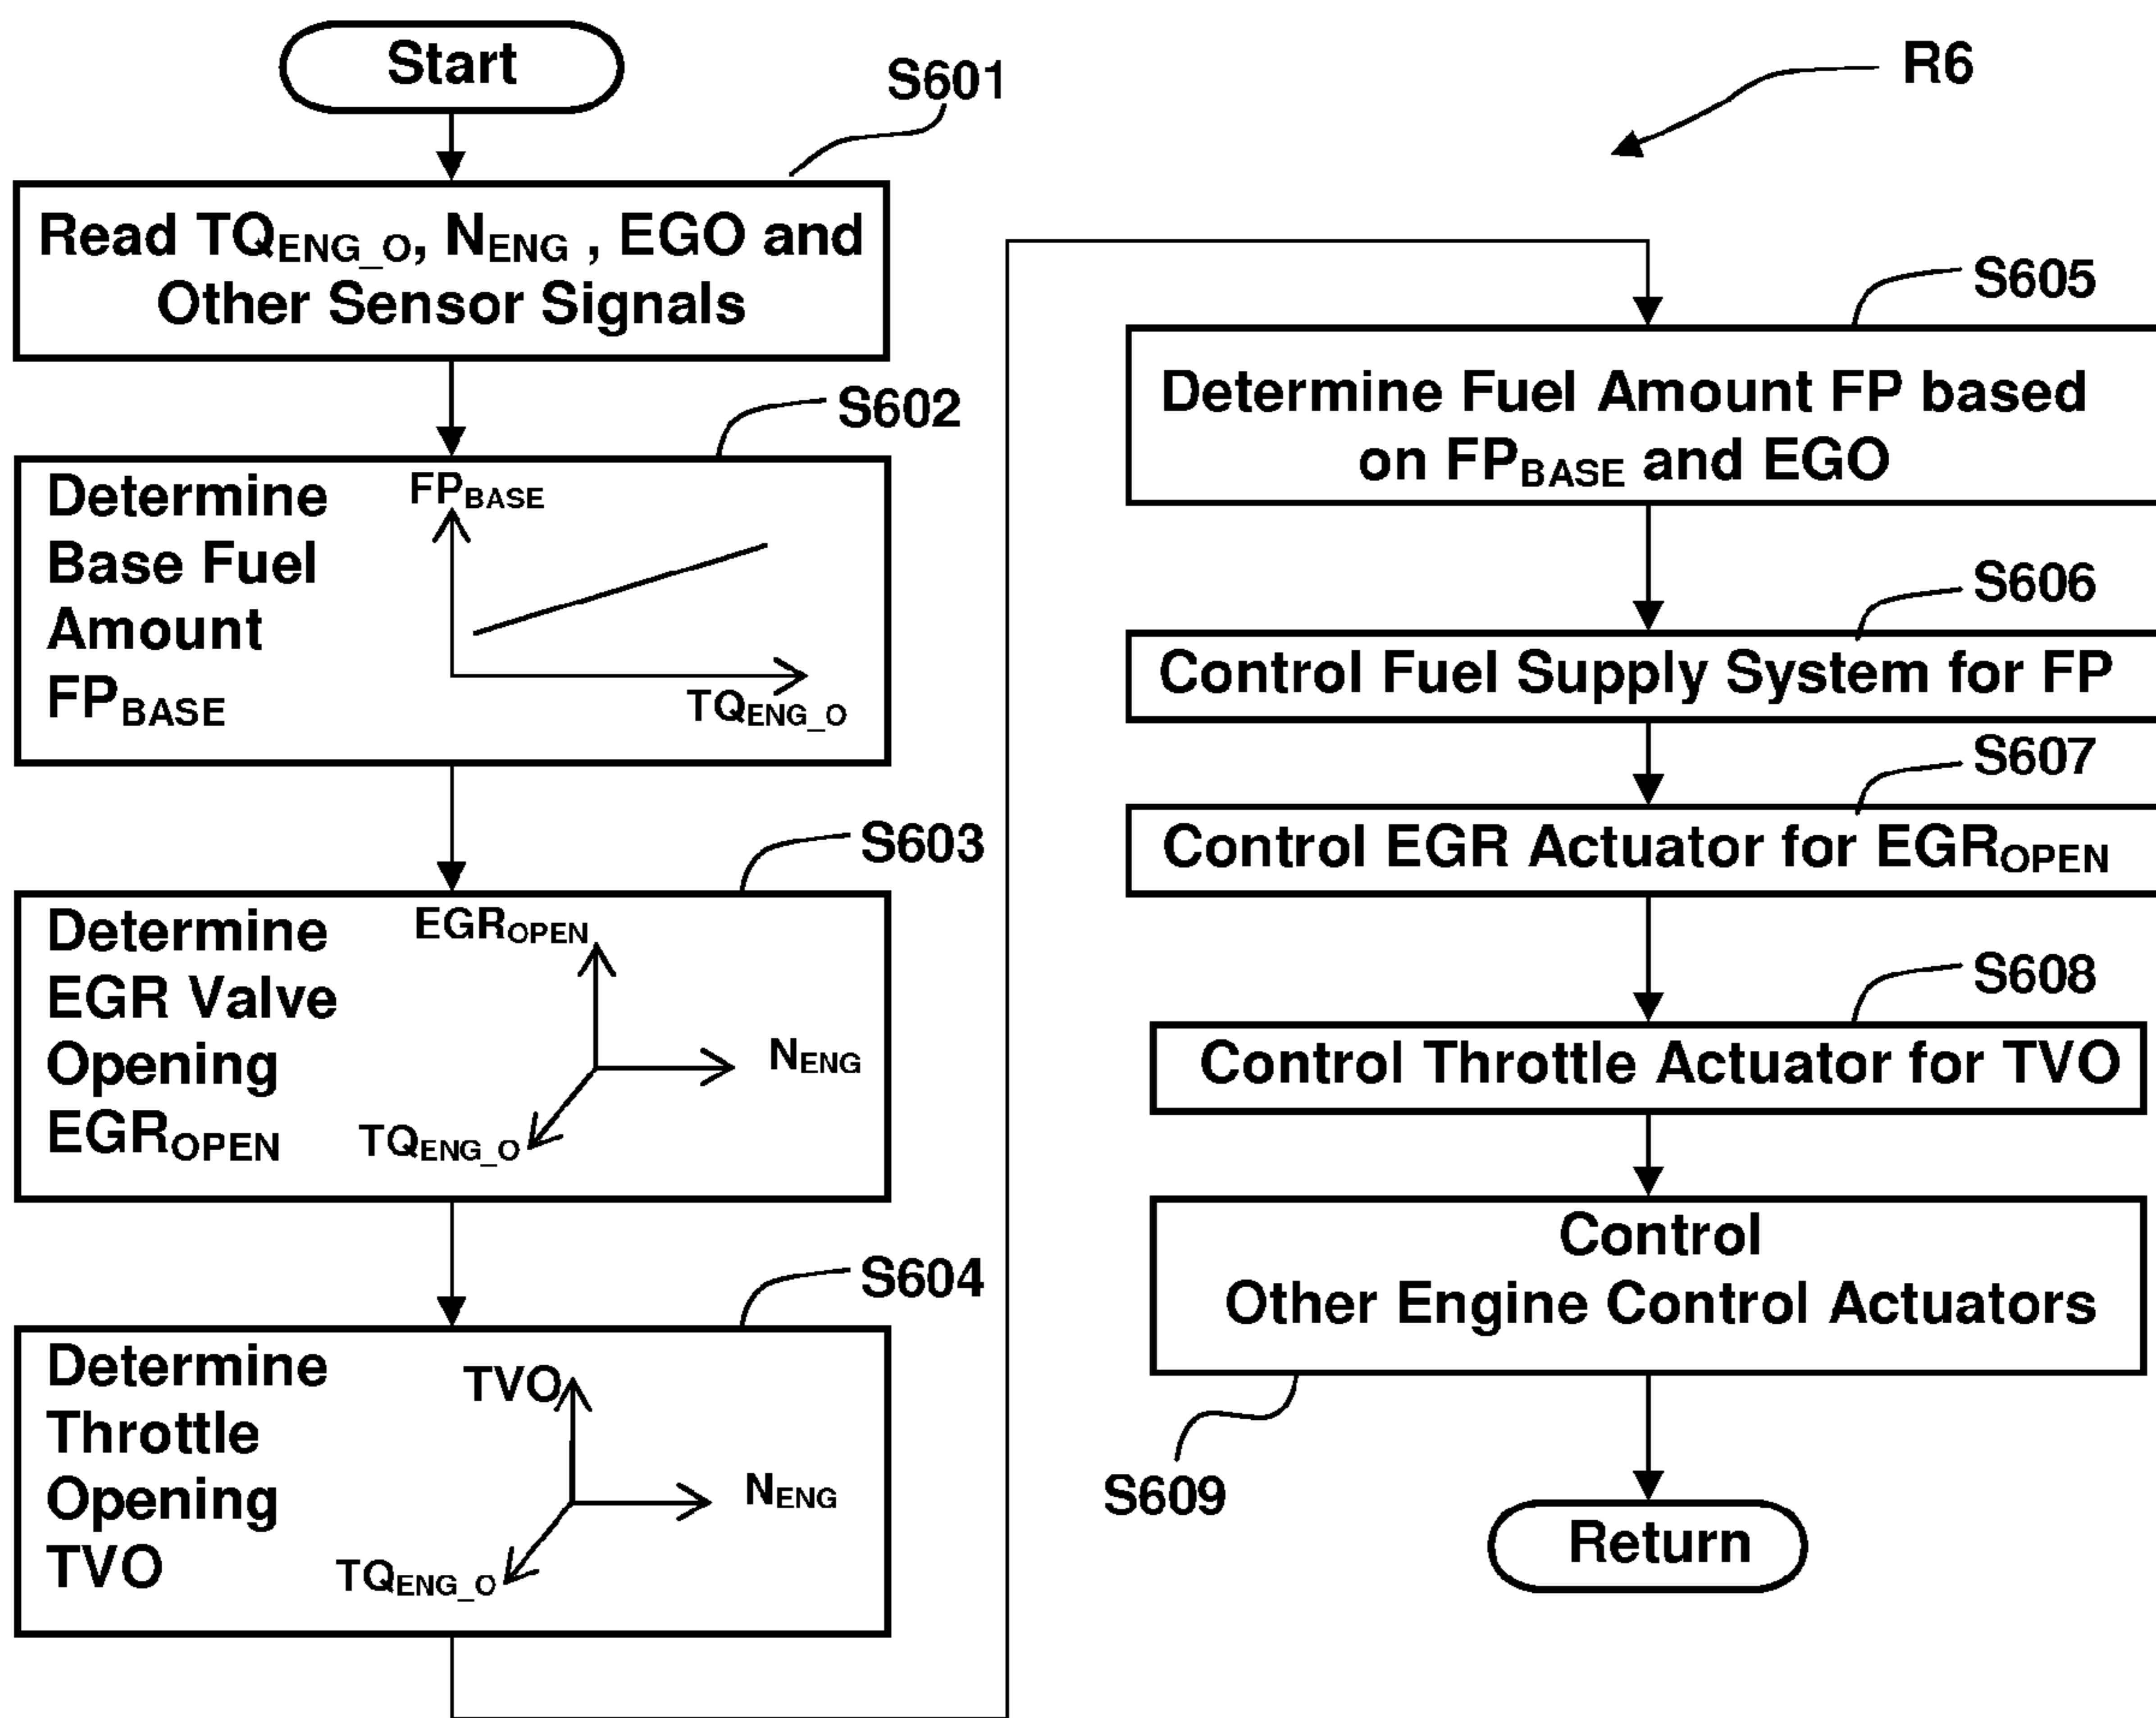 Start
S601
Read TQENG_O, NENG , EGO and
Other Sensor Signals
S602
Determine
Base Fuel
Amount
FPBASE
FPBASE
TQENG_O
S603
Determine
EGR Valve
Opening
EGROPEN
EGROPEN
NENG
TQENG_O
S604
Determine
Throttle
Opening
TVO
TVO
NENG
TQENG_O
R6
S605
Determine Fuel Amount FP based
on FPBASE and EGO
S606
Control Fuel Supply System for FP
S607
Control EGR Actuator for EGROPEN
S608
Control Throttle Actuator for TVO
Control
Other Engine Control Actuators
S609
Return